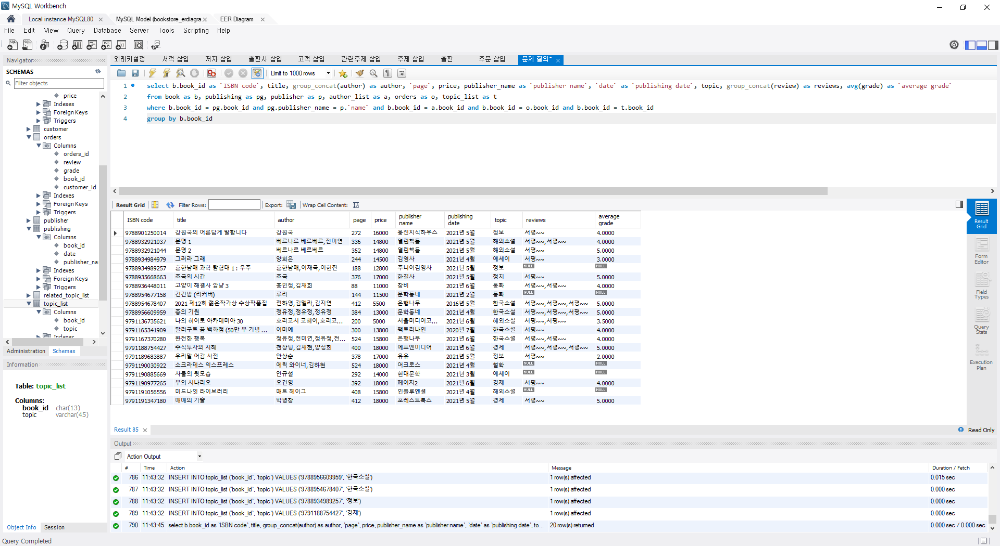 MySQL Workbench
Local instance MySQL80
MySQL Model (bookstore_erdiagra...
EER Diagram
File Edit View Query Database Server Tools Scripting Help
Navigator
SCHEMAS
Filter objects
price
Indexes
Foreign Keys
Triggers
customer
orders
Columns
orders_id
review
grade
book_id
customer_id
Indexes
Foreign Keys
Triggers
publisher
publishing
Columns
book_id
date
publisher_na
Indexes
Foreign Keys
Triggers
related_topic_list
topic_list
Columns
book_id
topic
Indexes
Administration Schemas
Information
Table: topic_list
Columns:
book_id char(13)
topic varchar(45)
Object Info Session
Query Completed
외래키설정 서적 삽입 저자 삽입 출판사 삽입 고객 삽입 관련주제 삽입 주제 삽입 출판 주문 삽입 문제 질의*
Limit to 1000 rows
1 select b.book_id as `ISBN code`, title, group_concat(author) as author, `page`, price, publisher_name as `publisher name`, `date` as `publishing date`, topic, group_concat(review) as reviews, avg(grade) as `average grade`
2 from book as b, publishing as pg, publisher as p, author_list as a, orders as o, topic_list as t
3 where b.book_id = pg.book_id and pg.publisher_name = p.`name` and b.book_id = a.book_id and b.book_id = o.book_id and b.book_id = t.book_id
4 group by b.book_id
Result Grid Filter Rows: Export: Wrap Cell Content:
ISBN code title author page price publisher name publishing date topic reviews average grade
9788901250014 강원국의 어른답게 말합니다 강원국 272 16000 웅진지식하우스 2021년 5월 정보 서평~~ 4.0000
9788932921037 문명 1 베르나르 베르베르,전미연 336 14800 열린책들 2021년 5월 해외소설 서평~~,서평~~ 4.0000
9788932921044 문명 2 베르나르 베르베르 352 14800 열린책들 2021년 5월 해외소설 서평~~ 5.0000
9788934984979 그러라 그래 양희은 244 14500 김영사 2021년 4월 에세이 서평~~ 3.0000
9788934989257 흔한남매 과학 탐험대 1 : 우주 흔한남매,이재국,이현진 188 12800 주니어김영사 2021년 5월 정보 NULL NULL
9788935668663 조국의 시간 조국 376 17000 한길사 2021년 5월 정치 서평~~ 5.0000
9788936448011 고양이 해결사 깜냥 3 홍민정,김재희 88 11000 창비 2021년 6월 동화 서평~~,서평~~ 4.0000
9788954677158 긴긴밤 (리커버) 루리 144 11500 문학동네 2021년 2월 동화 NULL NULL
9788954678407 2021 제12회 젊은작가상 수상작품집 전하영,김멜라,김지연 412 5500 은행나무 2016년 5월 한국소설 서평~~,서평~~,서평~~ 5.0000
9788956609959 종의 기원 정유정,정유정,정유정 384 13000 문학동네 2021년 4월 한국소설 서평~~,서평~~,서평~~ 5.0000
9791136735621 나의 히어로 아카데미아 30 호리코시 코헤이,호리코... 200 5000 서울미디어코... 2021년 6월 해외소설 서평~~,서평~~ 3.5000
9791165341909 달러구트 꿈 백화점 (50만 부 기념 ... 이미예 300 13800 팩토리나인 2020년 7월 한국소설 서평~~ 4.0000
9791167370280 완전한 행복 정유정,전미연,정유정,전... 524 15800 은행나무 2021년 6월 한국소설 서평~~,서평~~ 4.0000
9791188754427 주식투자의 지혜 천장팅,김재현,양성희 400 18000 에프엔미디어 2021년 6월 경제 서평~~,서평~~,서평~~ 5.0000
9791189683887 우리말 어감 사전 안상순 378 17000 유유 2021년 5월 정보 서평~~ 2.0000
9791190030922 소크라테스 익스프레스 에릭 와이너,김하현 524 18000 어크로스 2021년 4월 철학 NULL NULL
9791190885669 사물의 뒷모습 안규철 292 14000 현대문학 2021년 3월 에세이 NULL NULL
9791190977265 부의 시나리오 오건영 392 18000 페이지2 2021년 6월 경제 서평~~ 4.0000
9791191056556 미드나잇 라이브러리 매트 헤이그 408 15800 인플루엔셜 2021년 4월 해외소설 NULL NULL
9791191347180 매매의 기술 박병창 412 18000 포레스트북스 2021년 5월 경제 서평~~ 5.0000
Result Grid
Form Editor
Field Types
Query Stats
Execution Plan
Result 85
Read Only
Output
Action Output
# Time Action Message Duration / Fetch
786 11:43:32 INSERT INTO topic_list (`book_id`, `topic`) VALUES ('9788956609959', '한국소설') 1 row(s) affected 0.015 sec
787 11:43:32 INSERT INTO topic_list (`book_id`, `topic`) VALUES ('9788954678407', '한국소설') 1 row(s) affected 0.000 sec
788 11:43:32 INSERT INTO topic_list (`book_id`, `topic`) VALUES ('9788934989257', '정보') 1 row(s) affected 0.000 sec
789 11:43:32 INSERT INTO topic_list (`book_id`, `topic`) VALUES ('9791188754427', '경제') 1 row(s) affected 0.000 sec
790 11:43:45 select b.book_id as `ISBN code`, title, group_concat(author) as author, `page`, price, publisher_name as `publisher name`, `date` as `publishing date`, to... 20 row(s) returned 0.000 sec / 0.000 sec